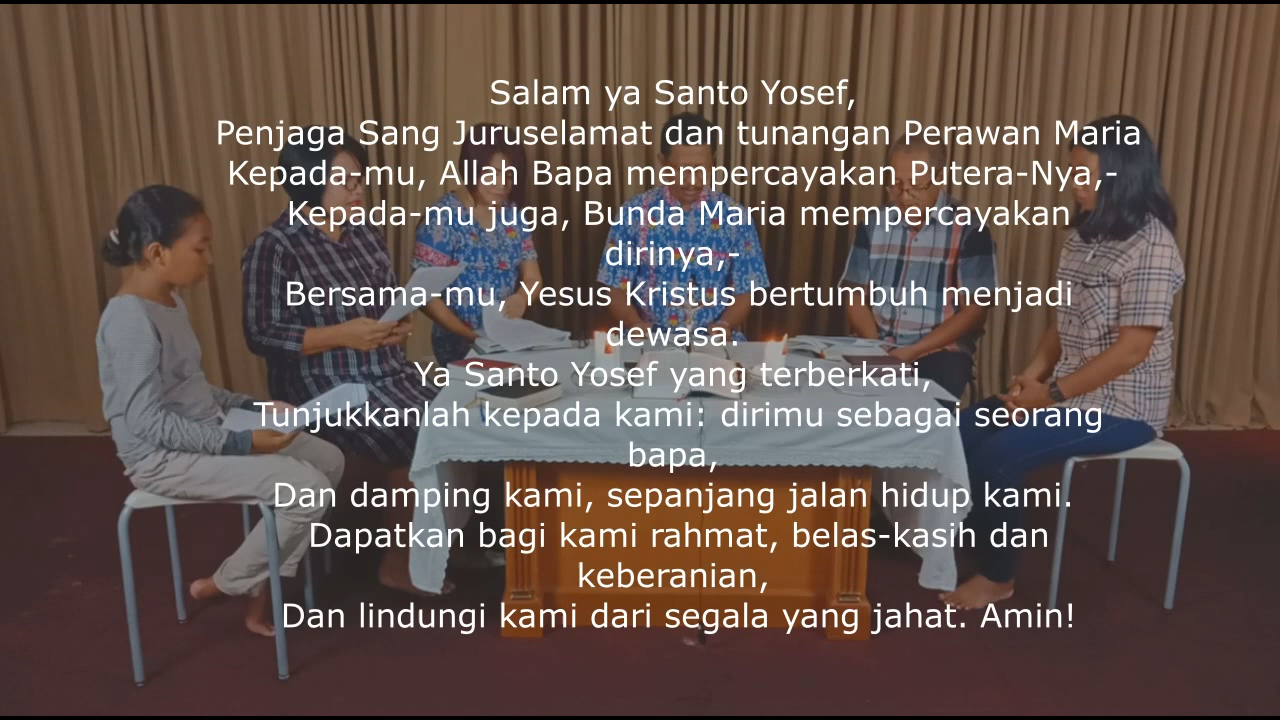 Salam ya Santo Yosef,
Penjaga Sang Juruselamat dan tunangan Perawan Maria
Kepada-mu, Allah Bapa mempercayakan Putera-Nya,-
Kepada-mu juga, Bunda Maria mempercayakan
dirinya,-
Bersama-mu, Yesus Kristus bertumbuh menjadi
dewasa.
Ya Santo Yosef yang terberkati,
Tunjukkanlah kepada kami: dirimu sebagai seorang
bapa,
Dan damping kami, sepanjang jalan hidup kami.
Dapatkan bagi kami rahmat, belas-kasih dan
keberanian,
Dan lindungi kami dari segala yang jahat. Amin!